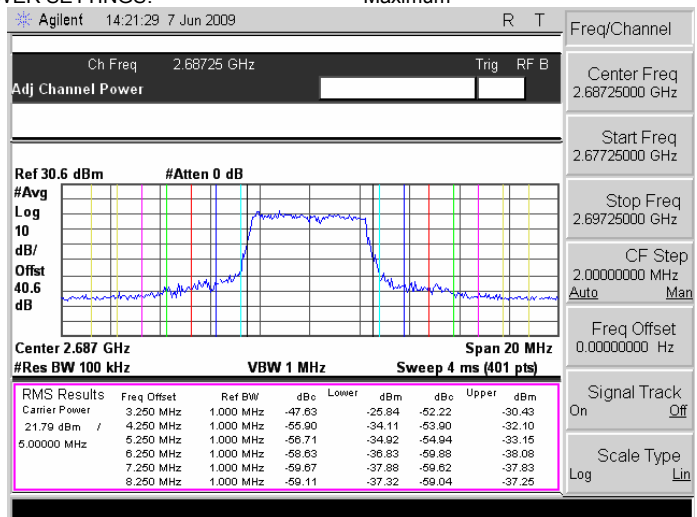 VER SETTINGS: Maximum
Agilent 14:21:29 7 Jun 2009 R T
Ch Freq 2.68725 GHz Trig RF B
Adj Channel Power
Ref 30.6 dBm #Atten 0 dB
#Avg
Log
10
dB/
Offst
40.6
dB
Center 2.687 GHz Span 20 MHz
#Res BW 100 kHz VBW 1 MHz Sweep 4 ms (401 pts)
RMS Results Freq Offset Ref BW dBc Lower dBm dBc Upper dBm
Carrier Power 3.250 MHz 1.000 MHz -47.63 -25.84 -52.22 -30.43
21.79 dBm / 4.250 MHz 1.000 MHz -55.90 -34.11 -53.90 -32.10
5.00000 MHz 5.250 MHz 1.000 MHz -56.71 -34.92 -54.94 -33.15
6.250 MHz 1.000 MHz -58.63 -36.83 -59.88 -38.08
7.250 MHz 1.000 MHz -59.67 -37.88 -59.62 -37.83
8.250 MHz 1.000 MHz -59.11 -37.32 -59.04 -37.25
Freq/Channel
Center Freq
2.68725000 GHz
Start Freq
2.67725000 GHz
Stop Freq
2.69725000 GHz
CF Step
2.00000000 MHz
Auto Man
Freq Offset
0.00000000 Hz
Signal Track
On Off
Scale Type
Log Lin